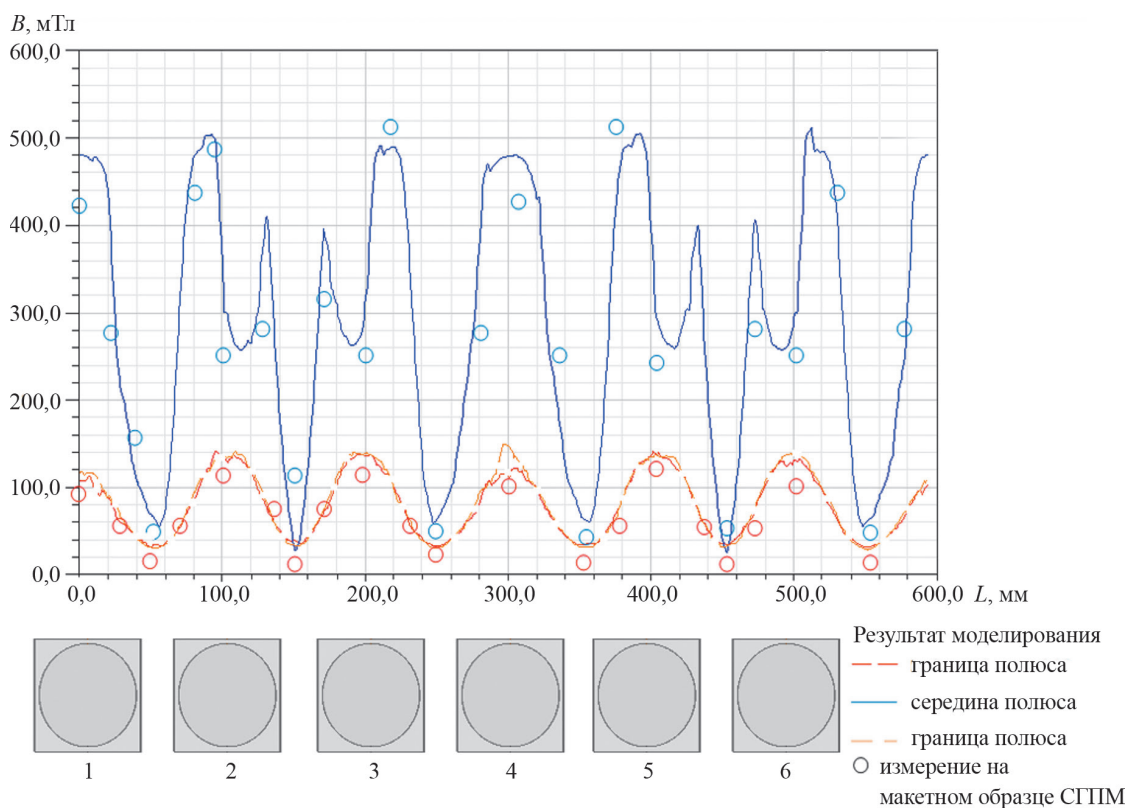 B, мТл
600,0
500,0
400,0
300,0
200,0
100,0
0,0
0,0 100,0 200,0 300,0 400,0 500,0 600,0 L, мм
1 2 3 4 5 6
Результат моделирования
граница полюса
середина полюса
граница полюса
измерение на
макетном образце СГПМ